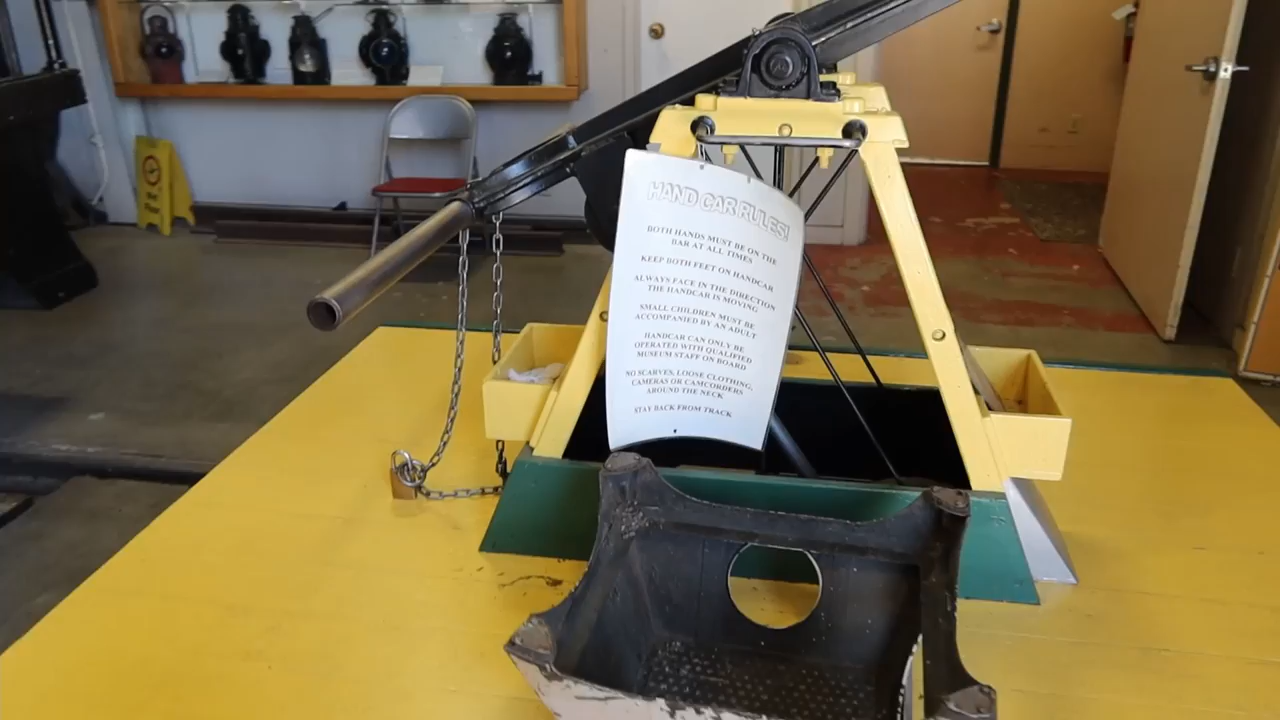 HAND CAR RULES!
BOTH HANDS MUST BE ON THE
BAR AT ALL TIMES
KEEP BOTH FEET ON HANDCAR
ALWAYS FACE IN THE DIRECTION
THE HANDCAR IS MOVING
SMALL CHILDREN MUST BE
ACCOMPANIED BY AN ADULT
HANDCAR CAN ONLY BE
OPERATED WITH QUALIFIED
MUSEUM STAFF ON BOARD
NO SCARVES, LOOSE CLOTHING,
CAMERAS OR CAMCORDERS
AROUND THE NECK
STAY BACK FROM TRACK